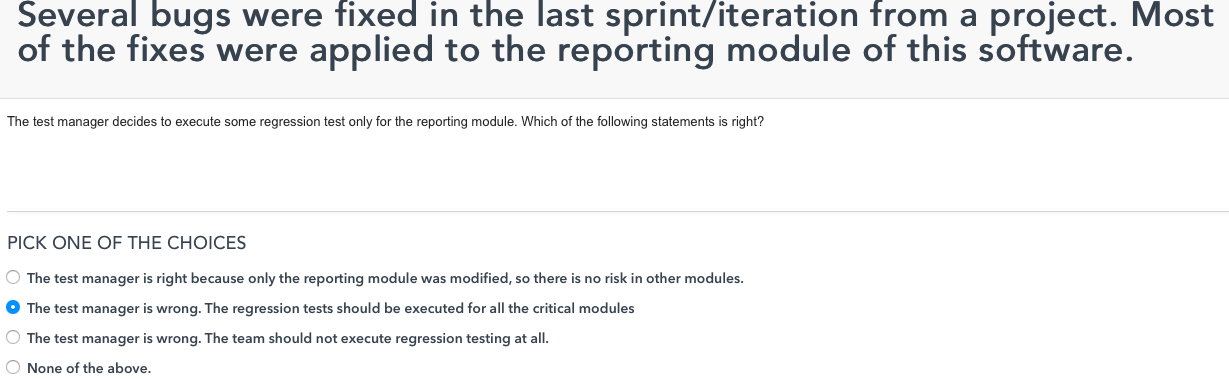 Several bugs were fixed in the last sprint/iteration from a project. Most
of the fixes were applied to the reporting module of this software.
The test manager decides to execute some regression test only for the reporting module. Which of the following statements is right?
PICK ONE OF THE CHOICES
The test manager is right because only the reporting module was modified, so there is no risk in other modules.
The test manager is wrong. The regression tests should be executed for all the critical modules
The test manager is wrong. The team should not execute regression testing at all.
None of the above.